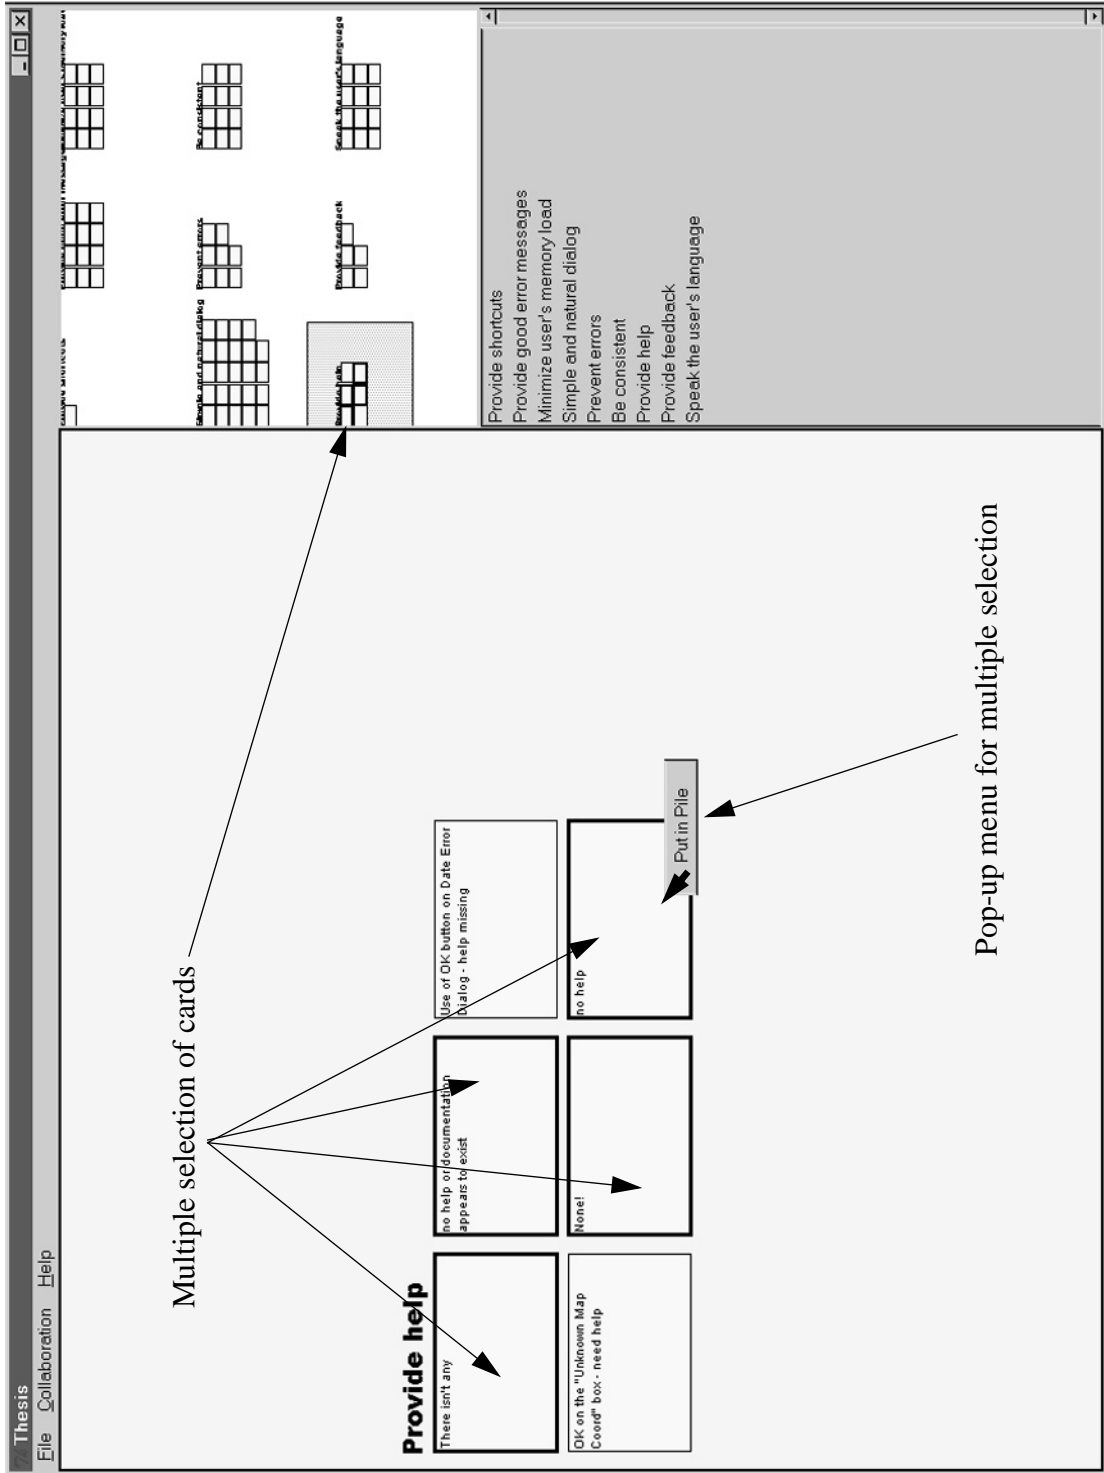 Thesis
File Collaboration Help
Multiple selection of cards
Provide help
There isn't any
no help or documentation
appears to exist
Use of OK button on Date Error
Dialog - help missing
OK on the "Unknown Map
Coord" box - need help
None!
no help
Put in Pile
Pop-up menu for multiple selection
Simple and natural dialog
Prevent errors
Be consistent
Provide help
Provide feedback
Speak the user's language
Provide shortcuts
Provide good error messages
Minimize user's memory load
Simple and natural dialog
Prevent errors
Be consistent
Provide help
Provide feedback
Speak the user's language